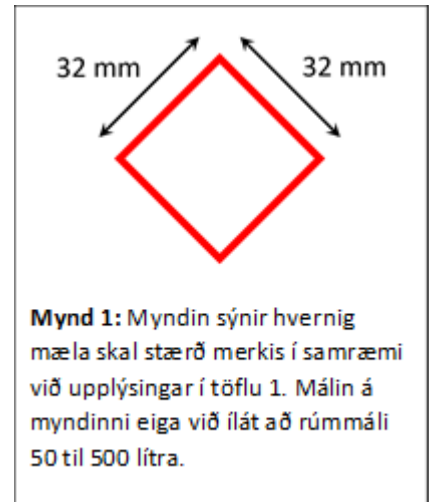 32 mm
32 mm
Mynd 1: Myndin sýnir hvernig
mæla skal stærð merkis í samræmi
við upplýsingar í töflu 1. Málin á
myndinni eiga við ílát að rúmmáli
50 til 500 lítra.